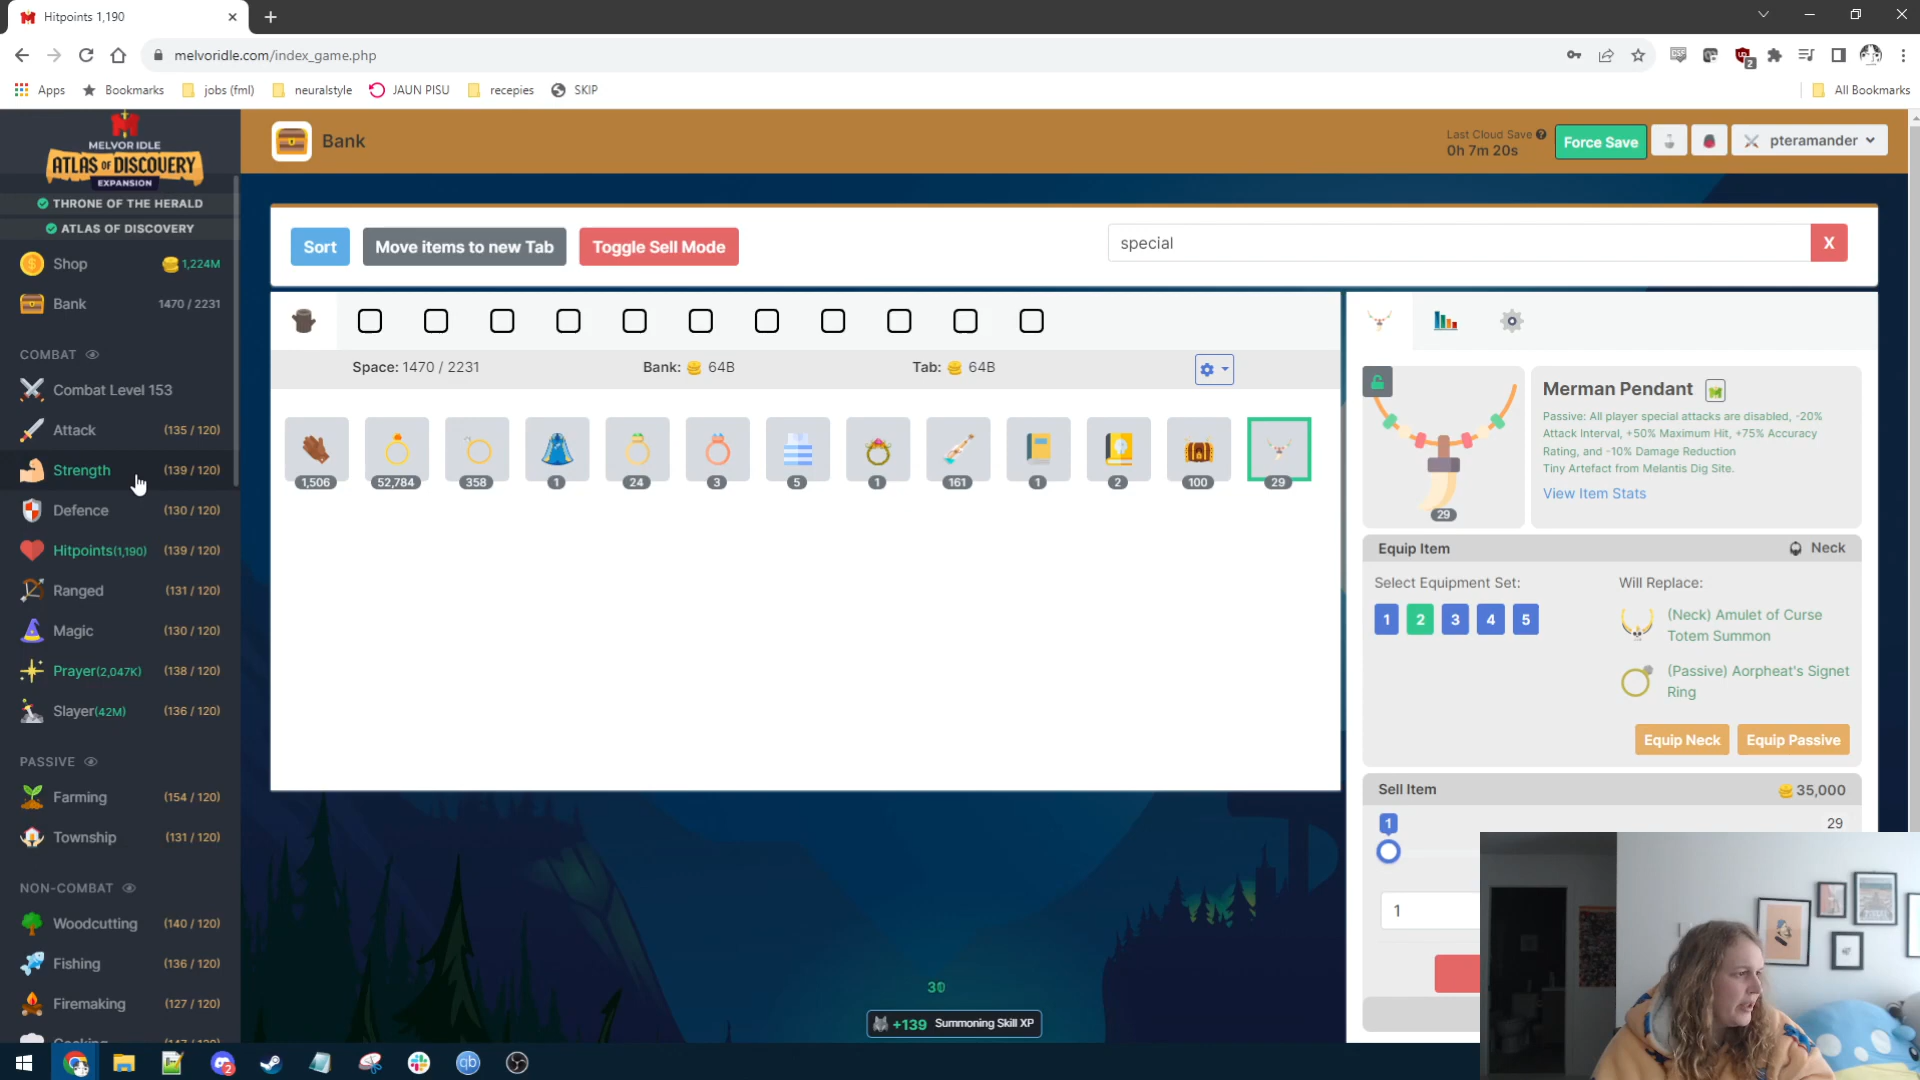 Hitpoints 1,190
melvoridle.com/index_game.php
Apps
Bookmarks
jobs (fml)
neuralstyle
JAUN PISU
recepies
SKIP
All Bookmarks
2
MELVOR IDLE
ATLAS OF DISCOVERY
EXPANSION
THRONE OF THE HERALD
ATLAS OF DISCOVERY
Shop 1,224M
Bank 1470 / 2231
COMBAT
Combat Level 153
Attack (135 / 120)
Strength (139 / 120)
Defence (130 / 120)
Hitpoints(1,190) (139 / 120)
Ranged (131 / 120)
Magic (130 / 120)
Prayer(2,047K) (138 / 120)
Slayer(42M) (136 / 120)
PASSIVE
Farming (154 / 120)
Township (131 / 120)
NON-COMBAT
Woodcutting (140 / 120)
Fishing (136 / 120)
Firemaking (127 / 120)
Bank
Last Cloud Save
0h 7m 20s
Force Save
pteramander
Sort
Move items to new Tab
Toggle Sell Mode
special
X
Space: 1470 / 2231
Bank: 64B
Tab: 64B
1,506
52,784
358
1
24
3
5
1
161
1
2
100
29
30
+139 Summoning Skill XP
29
Merman Pendant
Passive: All player special attacks are disabled, -20%
Attack Interval, +50% Maximum Hit, +75% Accuracy
Rating, and -10% Damage Reduction
Tiny Artefact from Melantis Dig Site.
View Item Stats
Equip Item
Neck
Select Equipment Set:
1 2 3 4 5
Will Replace:
(Neck) Amulet of Curse
Totem Summon
(Passive) Aorpheat's Signet
Ring
Equip Neck
Equip Passive
Sell Item
35,000
1
29
1
2
qb